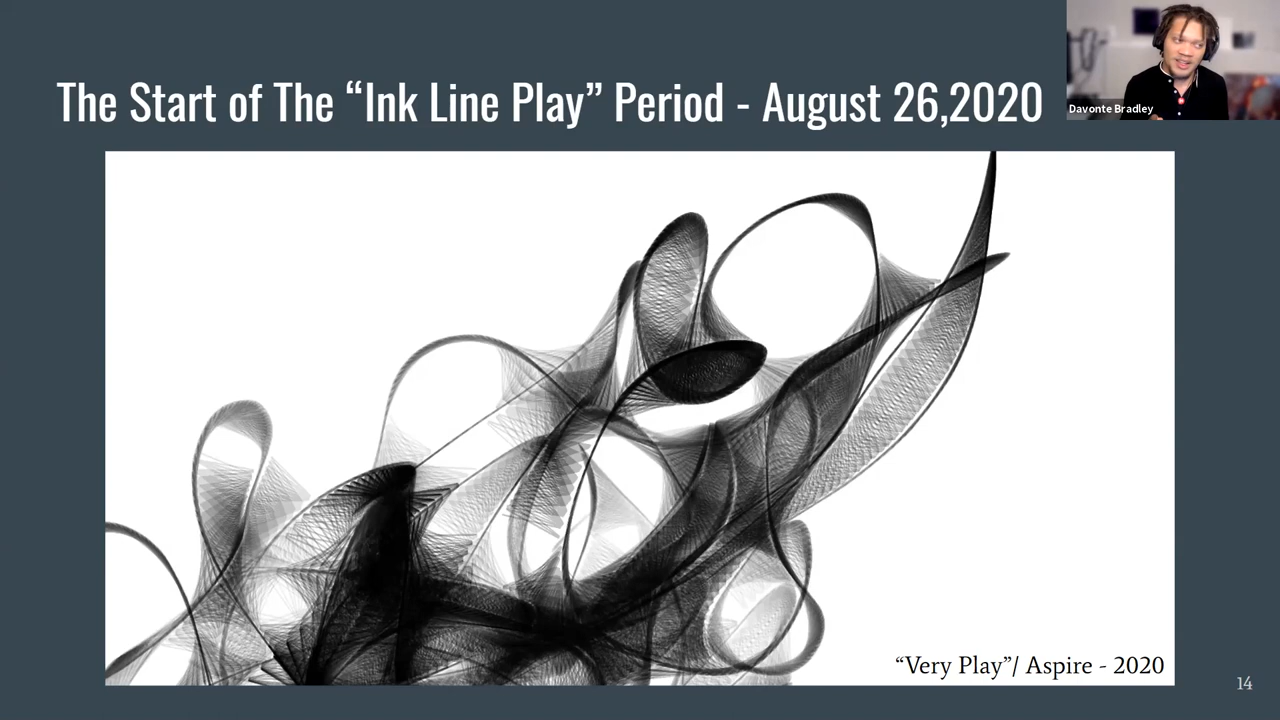 The Start of The “Ink Line Play” Period - August 26,2020
Davonte Bradley
“Very Play”/ Aspire - 2020
14